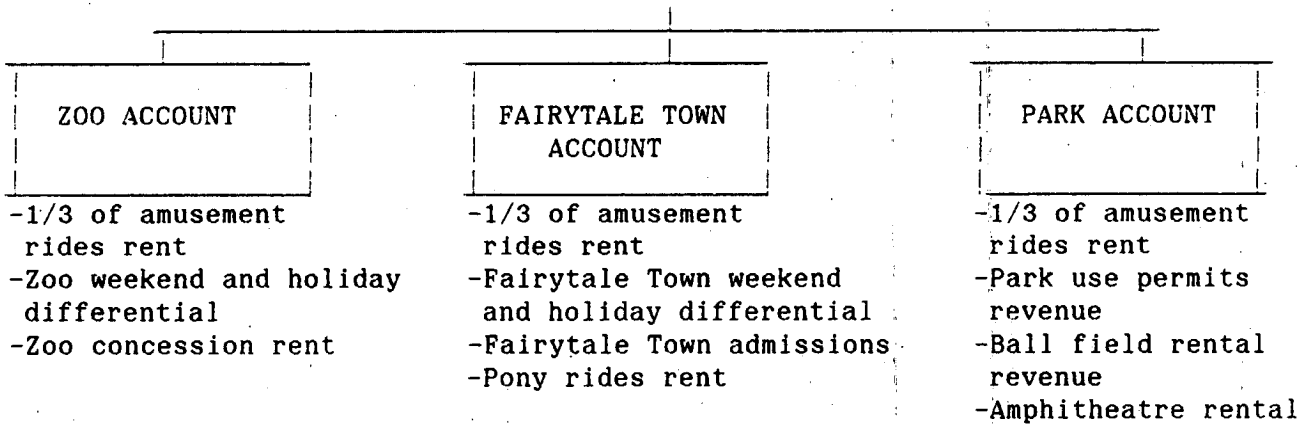 ZOO ACCOUNT
-1/3 of amusement
rides rent
-Zoo weekend and holiday
differential
-Zoo concession rent
FAIRYTALE TOWN
ACCOUNT
-1/3 of amusement
rides rent
-Fairytale Town weekend
and holiday differential
-Fairytale Town admissions
-Pony rides rent
PARK ACCOUNT
-1/3 of amusement
rides rent
-Park use permits
revenue
-Ball field rental
revenue
-Amphitheatre rental